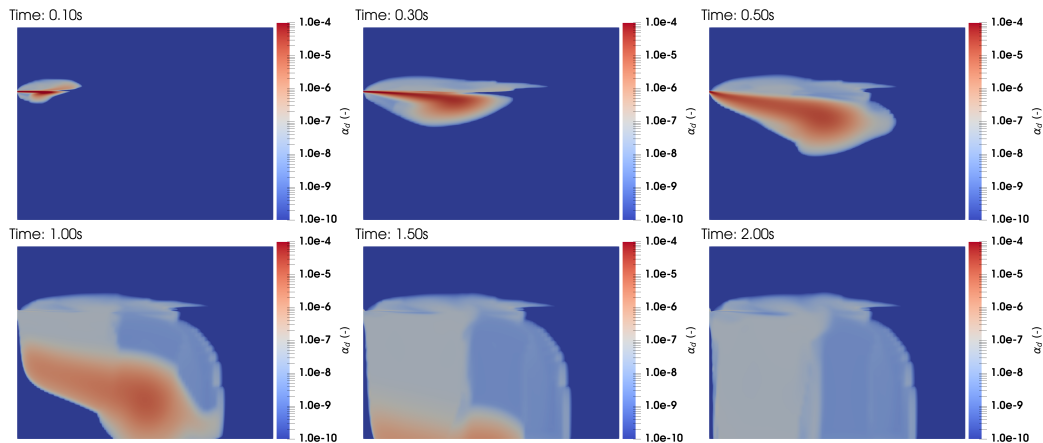 Time: 0.10s
1.0e-4
1.0e-5
1.0e-6
1.0e-7
1.0e-8
1.0e-9
1.0e-10
α_d (-)
Time: 0.30s
1.0e-4
1.0e-5
1.0e-6
1.0e-7
1.0e-8
1.0e-9
1.0e-10
α_d (-)
Time: 0.50s
1.0e-4
1.0e-5
1.0e-6
1.0e-7
1.0e-8
1.0e-9
1.0e-10
α_d (-)
Time: 1.00s
1.0e-4
1.0e-5
1.0e-6
1.0e-7
1.0e-8
1.0e-9
1.0e-10
α_d (-)
Time: 1.50s
1.0e-4
1.0e-5
1.0e-6
1.0e-7
1.0e-8
1.0e-9
1.0e-10
α_d (-)
Time: 2.00s
1.0e-4
1.0e-5
1.0e-6
1.0e-7
1.0e-8
1.0e-9
1.0e-10
α_d (-)